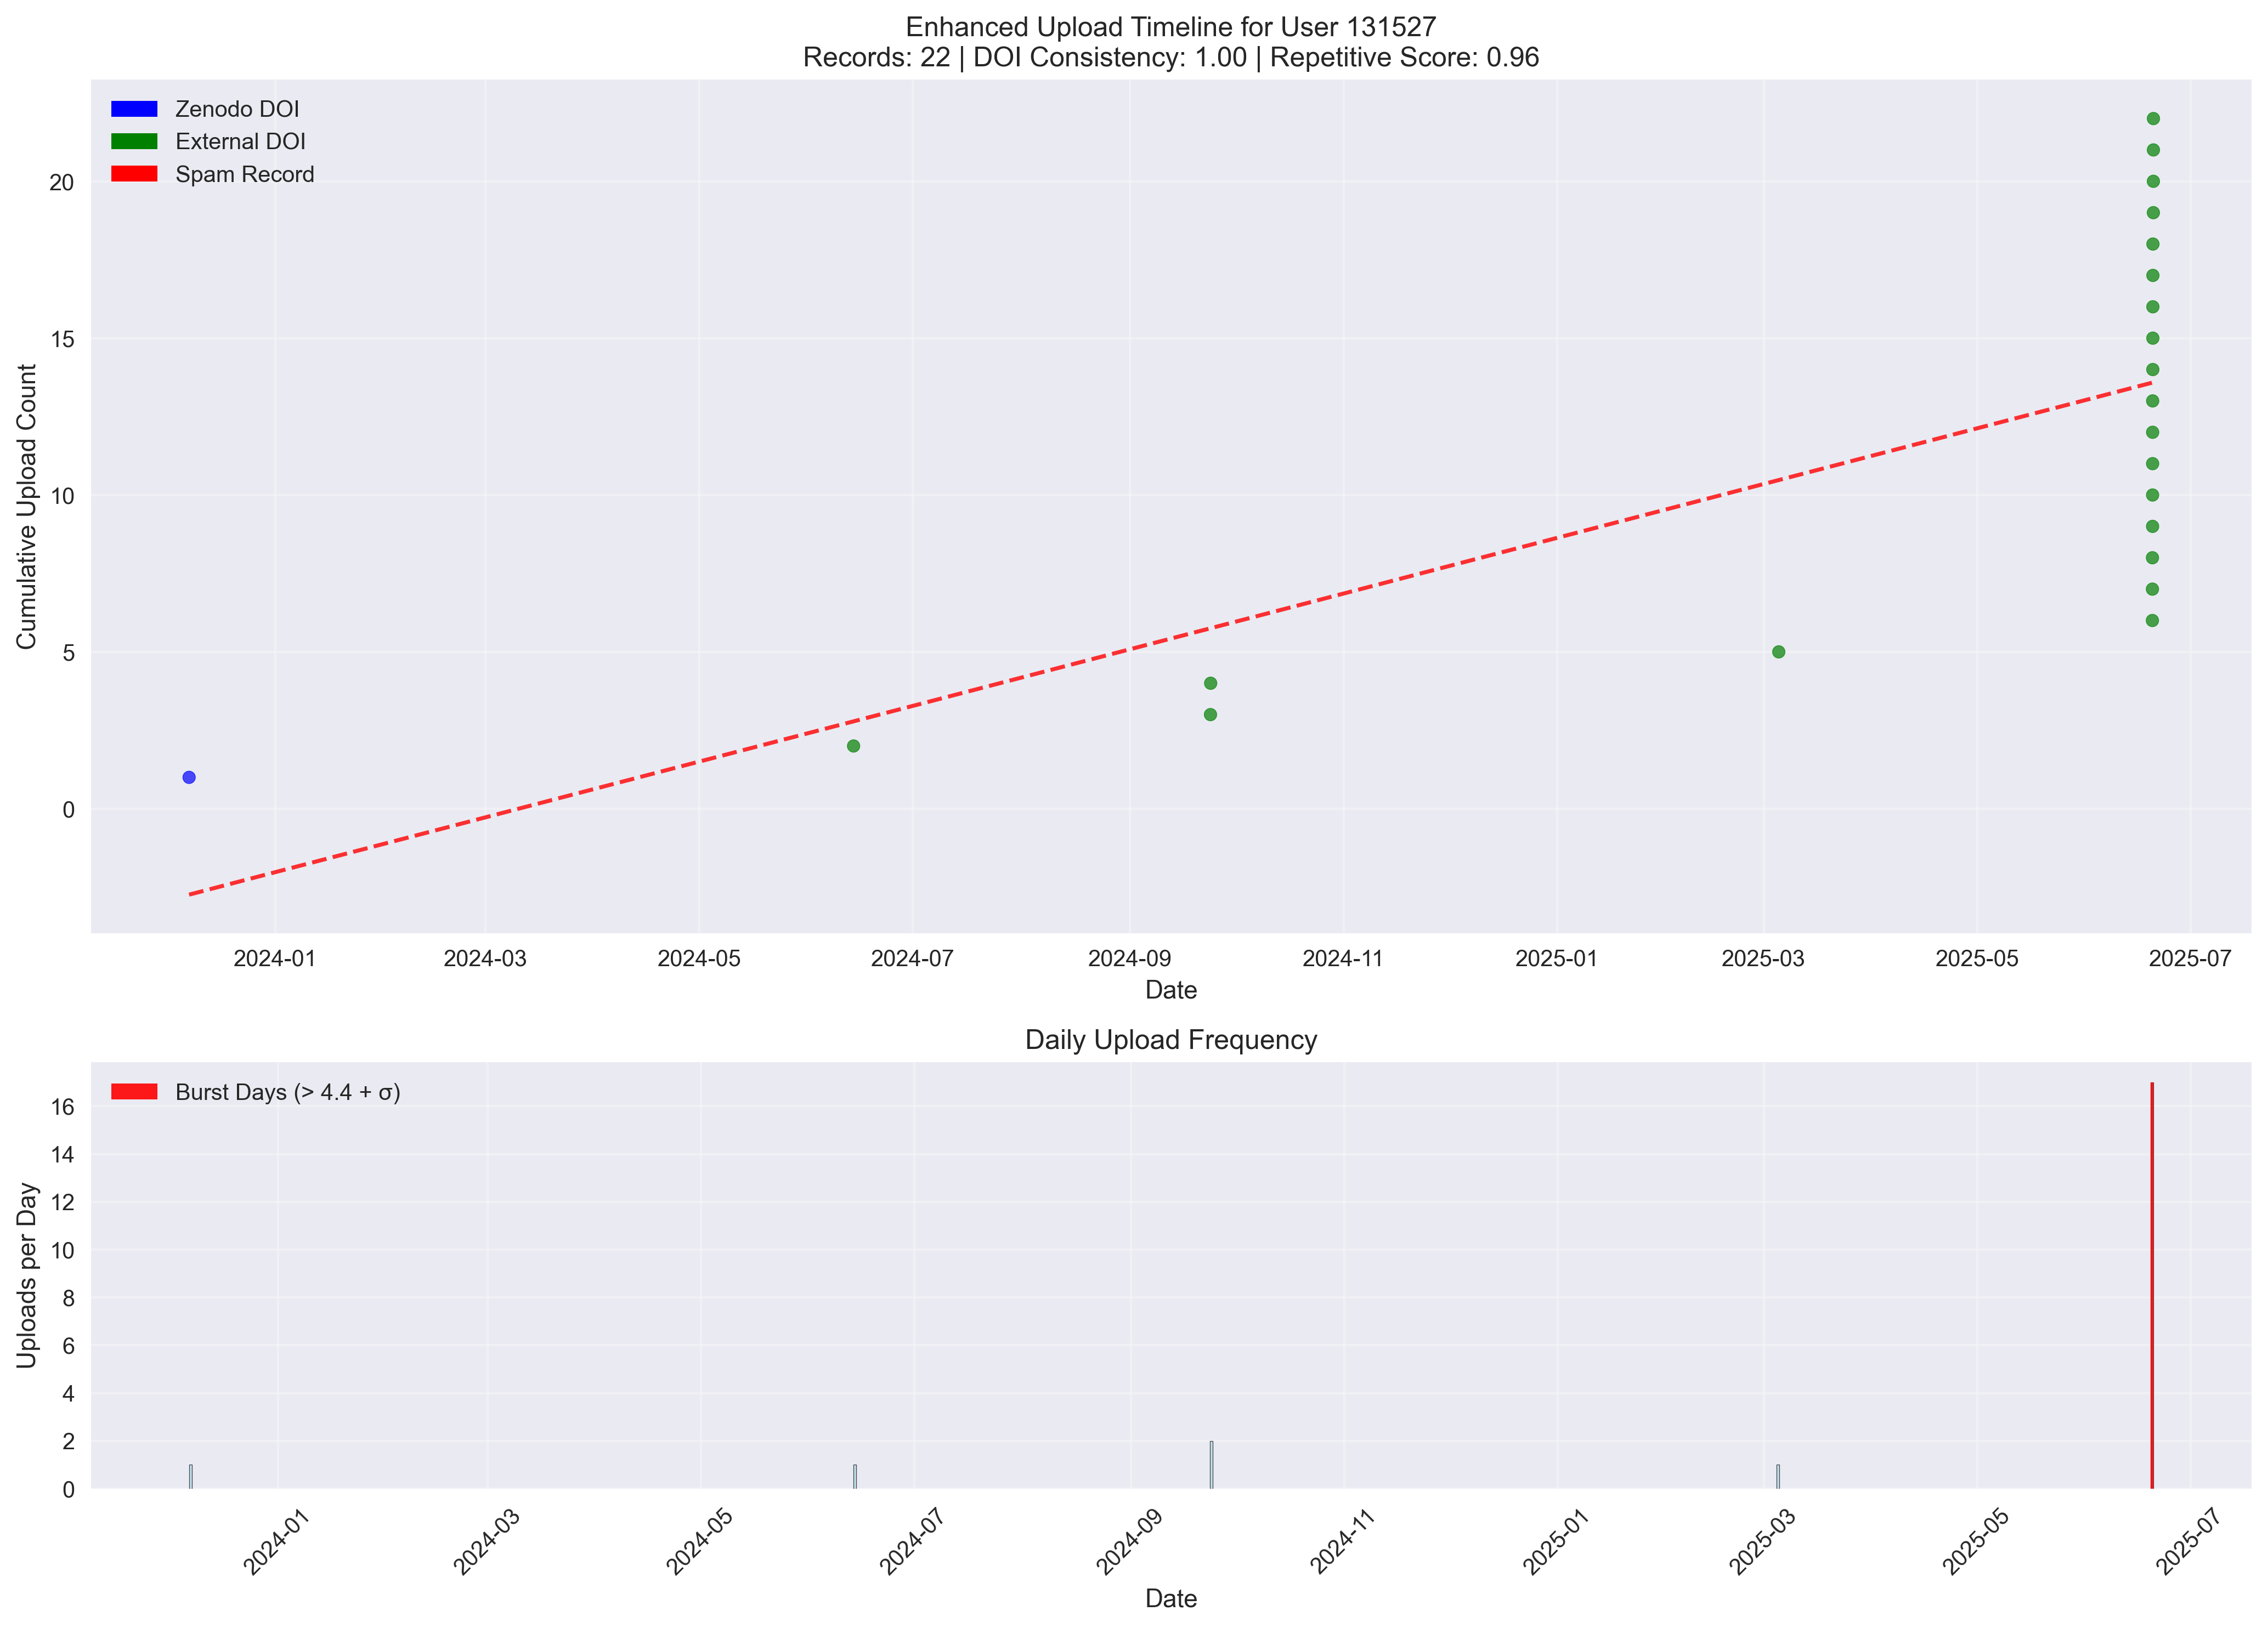 Enhanced Upload Timeline for User 131527
Records: 22 | DOI Consistency: 1.00 | Repetitive Score: 0.96
Zenodo DOI
External DOI
Spam Record
Cumulative Upload Count
20
15
10
5
0
2024-01 2024-03 2024-05 2024-07 2024-09 2024-11 2025-01 2025-03 2025-05 2025-07
Date
Daily Upload Frequency
Burst Days (> 4.4 + σ)
Uploads per Day
16
14
12
10
8
6
4
2
0
2024-01 2024-03 2024-05 2024-07 2024-09 2024-11 2025-01 2025-03 2025-05 2025-07
Date